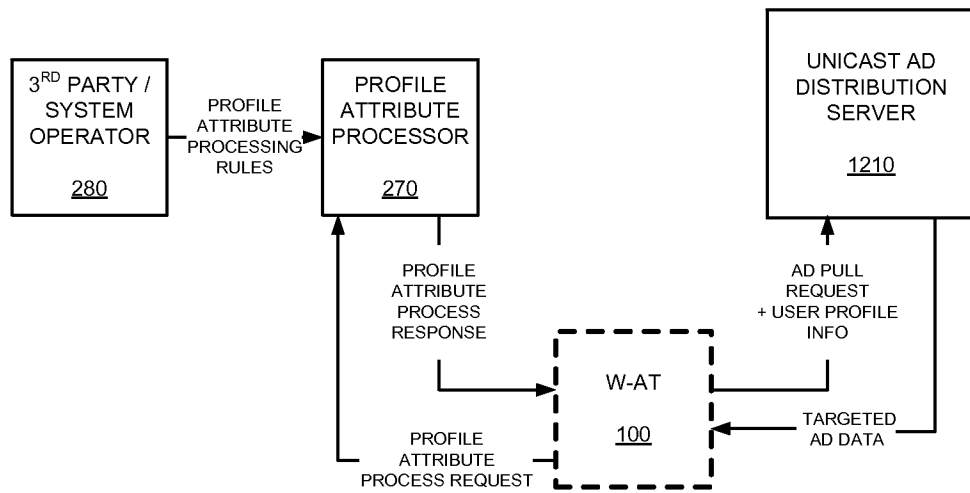 3RD PARTY /
SYSTEM
OPERATOR
280
PROFILE
ATTRIBUTE
PROCESSING
RULES
PROFILE
ATTRIBUTE
PROCESSOR
270
UNICAST AD
DISTRIBUTION
SERVER
1210
PROFILE
ATTRIBUTE
PROCESS
RESPONSE
AD PULL
REQUEST
+ USER PROFILE
INFO
W-AT
100
TARGETED
AD DATA
PROFILE
ATTRIBUTE
PROCESS REQUEST